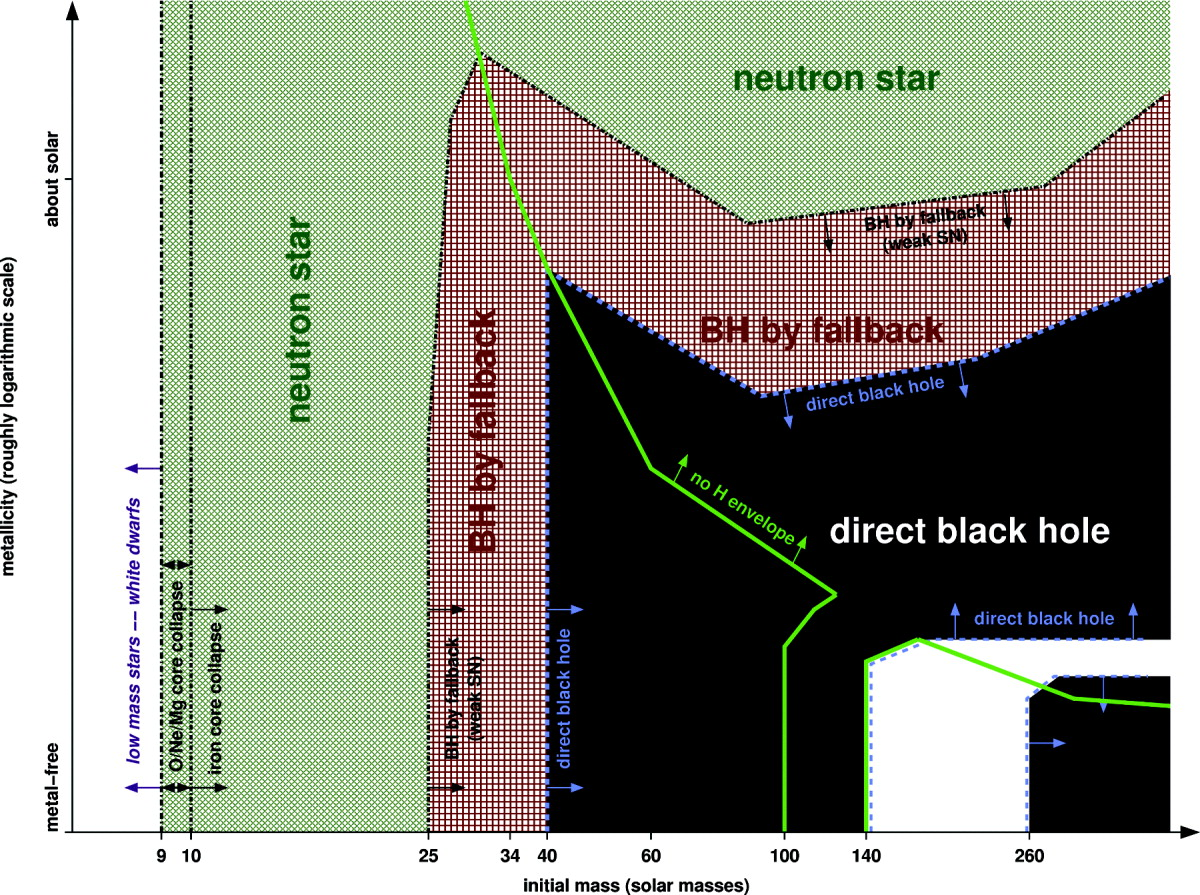 neutron star
about solar
BH by fallback
(weak SN)
neutron star
metallicity (roughly logarithmic scale)
BH by fallback
BH by fallback
direct black hole
no H envelope
direct black hole
low mass stars -- white dwarfs
O/Ne/Mg core collapse
iron core collapse
BH by fallback
(weak SN)
direct black hole
direct black hole
metal-free
9 10 25 34 40 60 100 140 260
initial mass (solar masses)